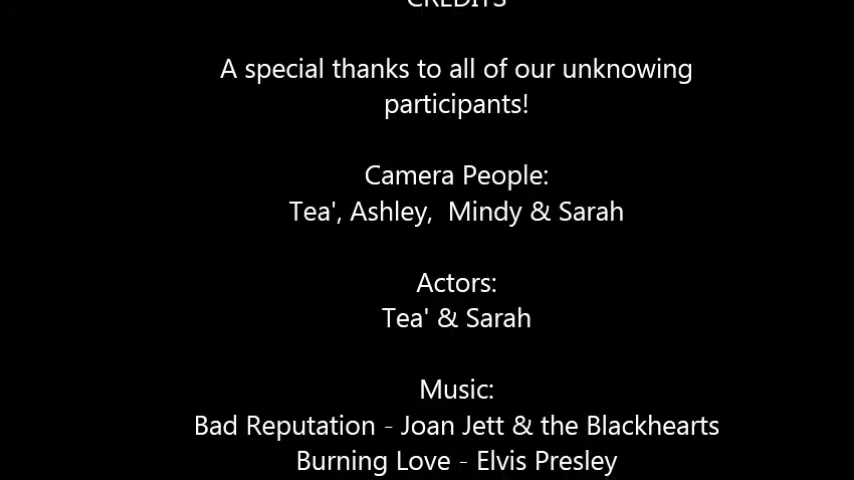 CREDITS
A special thanks to all of our unknowing
participants!
Camera People:
Tea', Ashley,  Mindy & Sarah
Actors:
Tea' & Sarah
Music:
Bad Reputation - Joan Jett & the Blackhearts
Burning Love - Elvis Presley